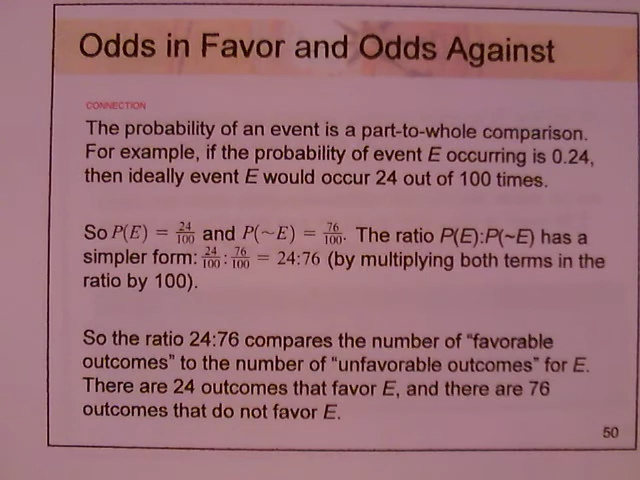 Odds in Favor and Odds Against
CONNECTION
The probability of an event is a part-to-whole comparison.
For example, if the probability of event E occurring is 0.24,
then ideally event E would occur 24 out of 100 times.
So P(E) = 24/100 and P(~E) = 76/100. The ratio P(E):P(~E) has a
simpler form: 24/100 : 76/100 = 24:76 (by multiplying both terms in the
ratio by 100).
So the ratio 24:76 compares the number of “favorable
outcomes” to the number of “unfavorable outcomes” for E.
There are 24 outcomes that favor E, and there are 76
outcomes that do not favor E.
50